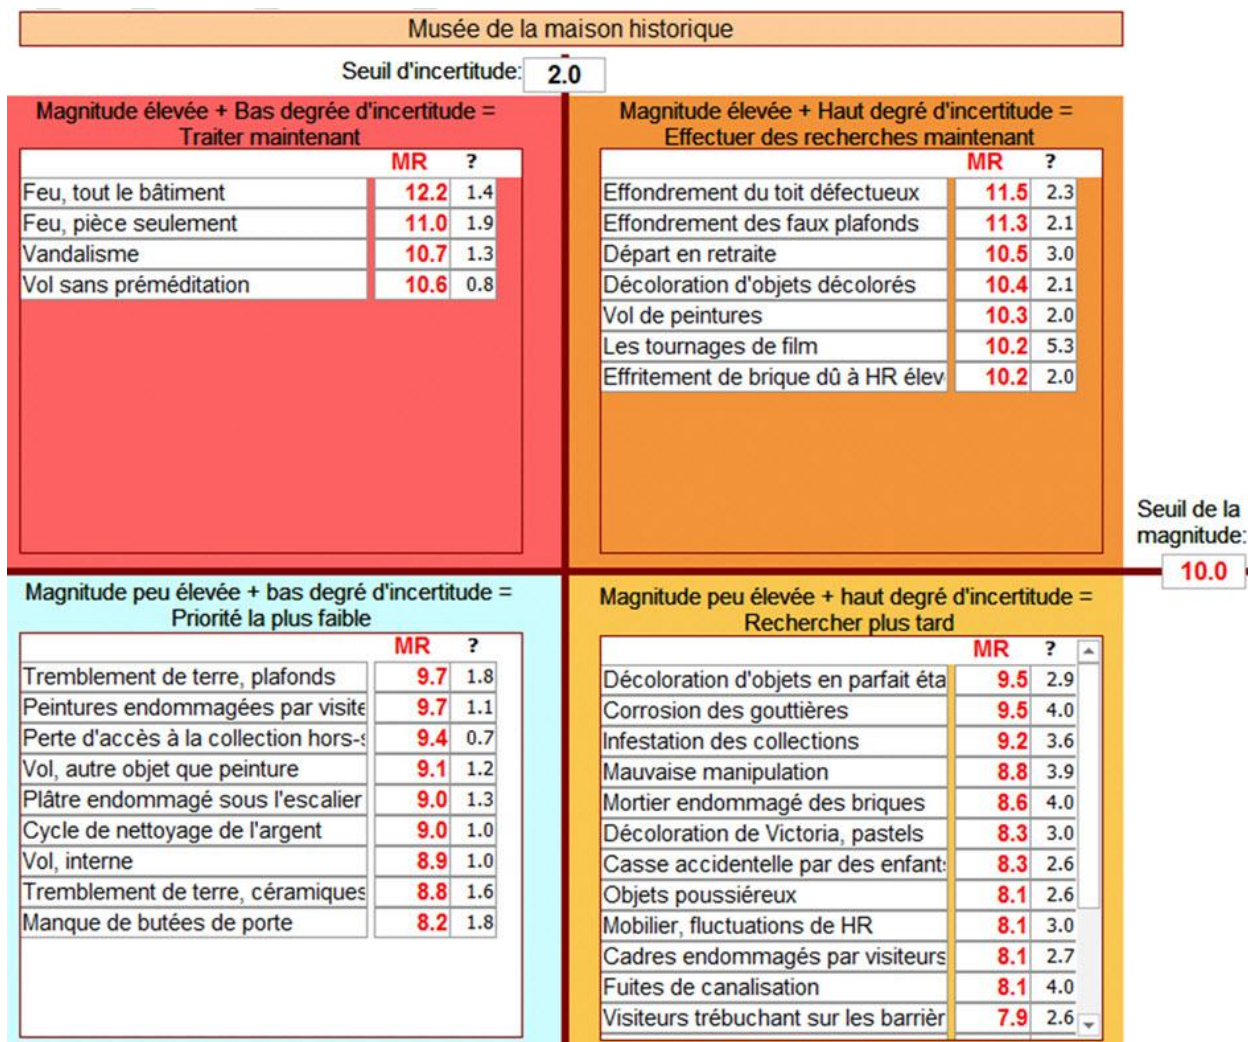 Musée de la maison historique
Seuil d'incertitude: 2.0
Magnitude élevée + Bas degrée d'incertitude =
Traiter maintenant
MR ?
Feu, tout le bâtiment 12.2 1.4
Feu, pièce seulement 11.0 1.9
Vandalisme 10.7 1.3
Vol sans préméditation 10.6 0.8
Magnitude élevée + Haut degré d'incertitude =
Effectuer des recherches maintenant
MR ?
Effondrement du toit défectueux 11.5 2.3
Effondrement des faux plafonds 11.3 2.1
Départ en retraite 10.5 3.0
Décoloration d'objets décolorés 10.4 2.1
Vol de peintures 10.3 2.0
Les tournages de film 10.2 5.3
Effritement de brique dû à HR élev 10.2 2.0
Seuil de la
magnitude:
10.0
Magnitude peu élevée + bas degré d'incertitude =
Priorité la plus faible
MR ?
Tremblement de terre, plafonds 9.7 1.8
Peintures endommagées par visite 9.7 1.1
Perte d'accès à la collection hors-s 9.4 0.7
Vol, autre objet que peinture 9.1 1.2
Plâtre endommagé sous l'escalier 9.0 1.3
Cycle de nettoyage de l'argent 9.0 1.0
Vol, interne 8.9 1.0
Tremblement de terre, céramiques 8.8 1.6
Manque de butées de porte 8.2 1.8
Magnitude peu élevée + haut degré d'incertitude =
Rechercher plus tard
MR ?
Décoloration d'objets en parfait éta 9.5 2.9
Corrosion des gouttières 9.5 4.0
Infestation des collections 9.2 3.6
Mauvaise manipulation 8.8 3.9
Mortier endommagé des briques 8.6 4.0
Décoloration de Victoria, pastels 8.3 3.0
Casse accidentelle par des enfants 8.3 2.6
Objets poussiéreux 8.1 2.6
Mobilier, fluctuations de HR 8.1 3.0
Cadres endommagés par visiteurs 8.1 2.7
Fuites de canalisation 8.1 4.0
Visiteurs trébuchant sur les barrièr 7.9 2.6